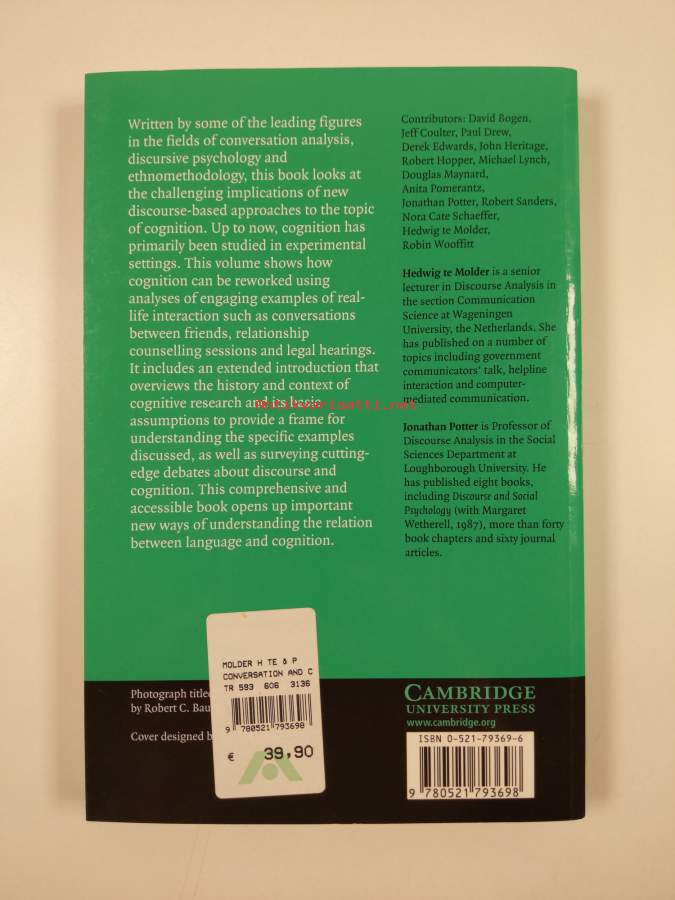 Written by some of the leading figures
in the fields of conversation analysis,
discursive psychology and
ethnomethodology, this book looks at
the challenging implications of new
discourse-based approaches to the topic
of cognition. Up to now, cognition has
primarily been studied in experimental
settings. This volume shows how
cognition can be reworked using
analyses of engaging examples of real-
life interaction such as conversations
between friends, relationship
counselling sessions and legal hearings.
It includes an extended introduction that
overviews the history and context of
cognitive research and its basic
assumptions to provide a frame for
understanding the specific examples
discussed, as well as surveying cutting-
edge debates about discourse and
cognition. This comprehensive and
accessible book opens up important
new ways of understanding the relation
between language and cognition.
Contributors: David Bogen,
Jeff Coulter, Paul Drew,
Derek Edwards, John Heritage,
Robert Hopper, Michael Lynch,
Douglas Maynard,
Anita Pomerantz,
Jonathan Potter, Robert Sanders,
Nora Cate Schaeffer,
Hedwig te Molder,
Robin Wooffitt
Hedwig te Molder is a senior
lecturer in Discourse Analysis in
the section Communication
Science at Wageningen
University, the Netherlands. She
has published on a number of
topics including government
communicators' talk, helpline
interaction and computer-
mediated communication.
Jonathan Potter is Professor of
Discourse Analysis in the Social
Sciences Department at
Loughborough University. He
has published eight books,
including Discourse and Social
Psychology (with Margaret
Wetherell, 1987), more than forty
book chapters and sixty journal
articles.
MOLDER H TE & P
CONVERSATION AND C
TR 593 606 3136
9 780521 793698
€ 39,90
Photograph titled
by Robert C. Bau
Cover designed b
CAMBRIDGE
UNIVERSITY PRESS
www.cambridge.org
ISBN 0-521-79369-6
9 780521 793698